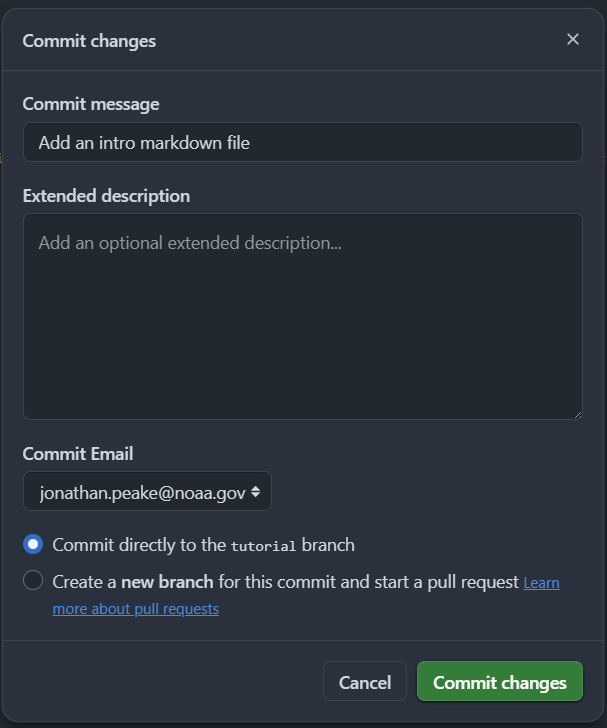 Commit changes
Commit message
Add an intro markdown file
Extended description
Add an optional extended description...
Commit Email
jonathan.peake@noaa.gov
Commit directly to the tutorial branch
Create a new branch for this commit and start a pull request Learn
more about pull requests
Cancel
Commit changes